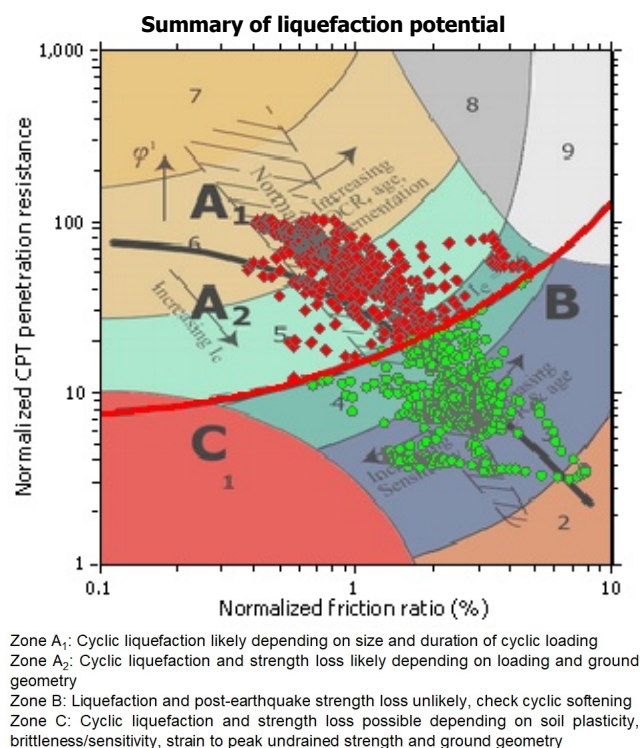 Summary of liquefaction potential
1,000
7
8
9
φ'
Increasing
OCR, age,
cementation
A1
100
6
A2
B
Increasing Ic
5
Normalized CPT penetration resistance
10
4
C
1
2
1
0.1
1
10
Normalized friction ratio (%)
Zone A1: Cyclic liquefaction likely depending on size and duration of cyclic loading
Zone A2: Cyclic liquefaction and strength loss likely depending on loading and ground
geometry
Zone B: Liquefaction and post-earthquake strength loss unlikely, check cyclic softening
Zone C: Cyclic liquefaction and strength loss possible depending on soil plasticity,
brittleness/sensitivity, strain to peak undrained strength and ground geometry